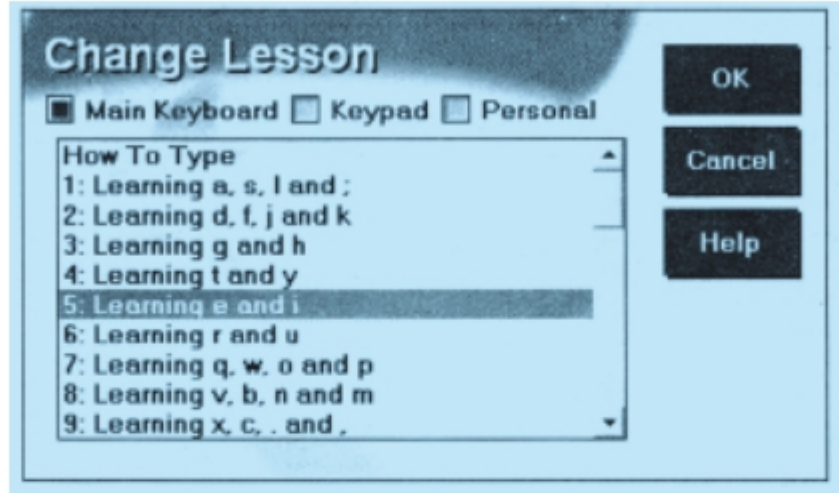 Change Lesson
Main Keyboard Keypad Personal
How To Type
1: Learning a, s, l and ;
2: Learning d, f, j and k
3: Learning g and h
4: Learning t and y
5: Learning e and i
6: Learning r and u
7: Learning q, w, o and p
8: Learning v, b, n and m
9: Learning x, c, . and ,
OK
Cancel
Help